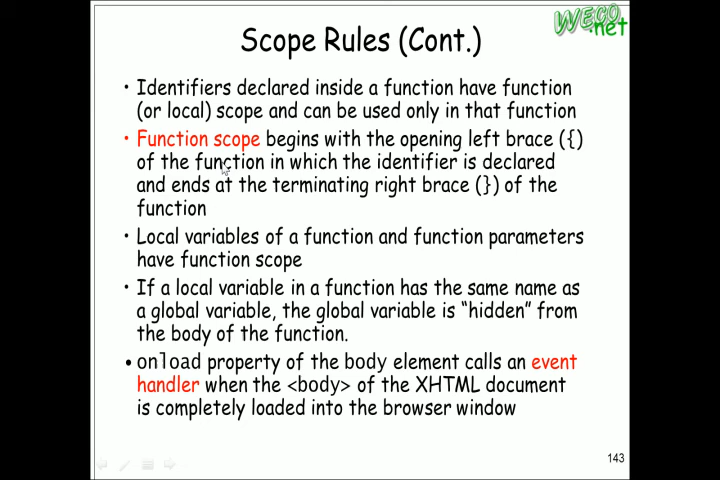 WECO
.net
Scope Rules (Cont.)
• Identifiers declared inside a function have function
(or local) scope and can be used only in that function
• Function scope begins with the opening left brace ({)
of the function in which the identifier is declared
and ends at the terminating right brace (}) of the
function
• Local variables of a function and function parameters
have function scope
• If a local variable in a function has the same name as
a global variable, the global variable is “hidden” from
the body of the function.
• onload property of the body element calls an event
handler when the <body> of the XHTML document
is completely loaded into the browser window
143